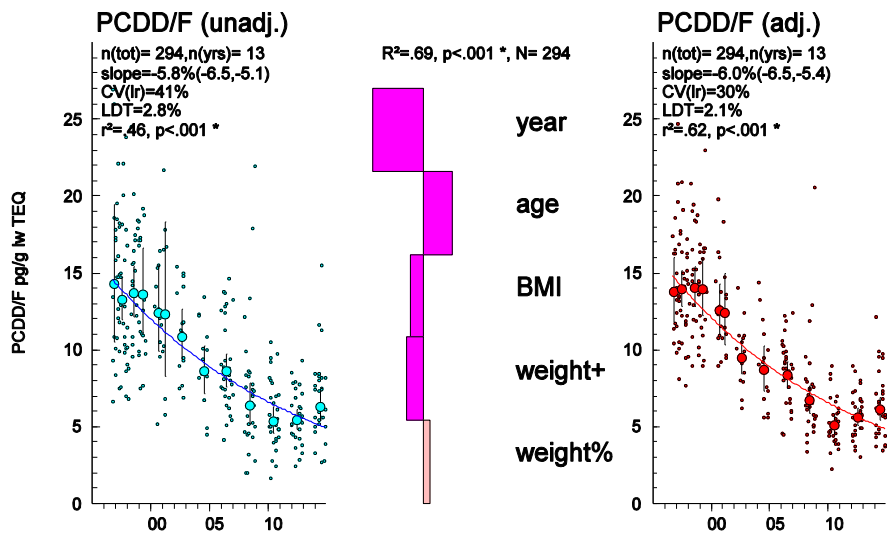 PCDD/F (unadj.)
n(tot)= 294,n(yrs)= 13
slope=-5.8%(-6.5,-5.1)
CV(lr)=41%
LDT=2.8%
r²=.46, p<.001 *
PCDD/F pg/g lw TEQ
25
20
15
10
5
0
00 05 10
R²=.69, p<.001 *, N= 294
year
age
BMI
weight+
weight%
PCDD/F (adj.)
n(tot)= 294,n(yrs)= 13
slope=-6.0%(-6.5,-5.4)
CV(lr)=30%
LDT=2.1%
r²=.62, p<.001 *
25
20
15
10
5
0
00 05 10